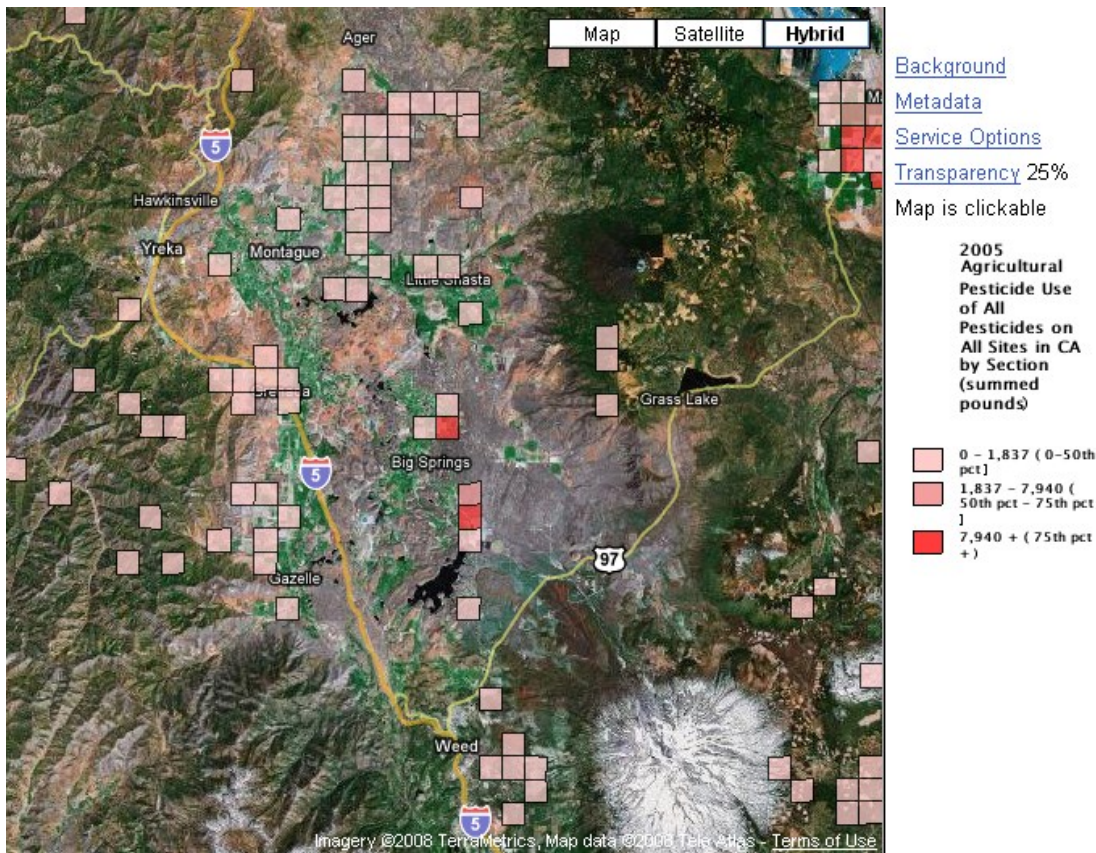 Ager
Map
Satellite
Hybrid
Background
Metadata
Service Options
Transparency 25%
Map is clickable
5
Hawkinsville
Yreka
Montague
Little Shasta
Grass Lake
Big Springs
5
97
Gazelle
Weed
5
2005
Agricultural
Pesticide Use
of All
Pesticides on
All Sites in CA
by Section
(summed
pounds)
0 - 1,837 ( 0-50th
pct]
1,837 - 7,940 (
50th pct - 75th pct
]
7,940 + ( 75th pct
+ )
Imagery ©2008 TerraMetrics, Map data ©2008 Tele Atlas - Terms of Use